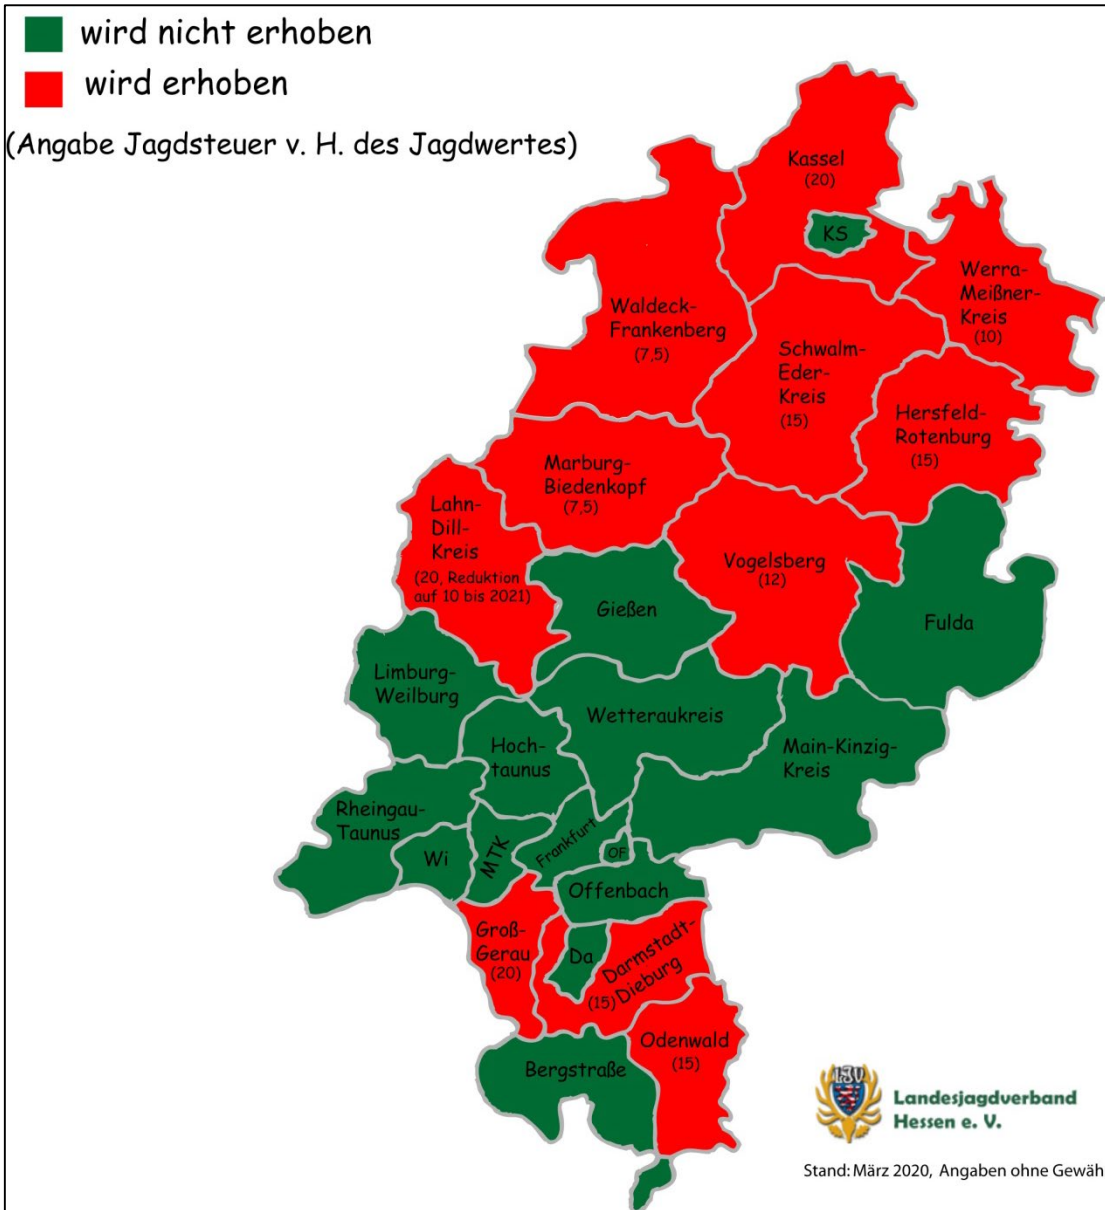 wird nicht erhoben
wird erhoben
(Angabe Jagdsteuer v. H. des Jagdwertes)
Kassel
(20)
KS
Werra-
Meißner-
Kreis
(10)
Waldeck-
Frankenberg
(7,5)
Schwalm-
Eder-
Kreis
(15)
Hersfeld-
Rotenburg
(15)
Marburg-
Biedenkopf
(7,5)
Lahn-
Dill-
Kreis
(20, Reduktion
auf 10 bis 2021)
Vogelsberg
(12)
Gießen
Fulda
Limburg-
Weilburg
Wetteraukreis
Hoch-
taunus
Main-Kinzig-
Kreis
Rheingau-
Taunus
Wi
MTK
Frankfurt
OF
Offenbach
Groß-
Gerau
(20)
Da
Darmstadt-
Dieburg
(15)
Odenwald
(15)
Bergstraße
LJV
Landesjagdverband
Hessen e. V.
Stand: März 2020, Angaben ohne Gewäh